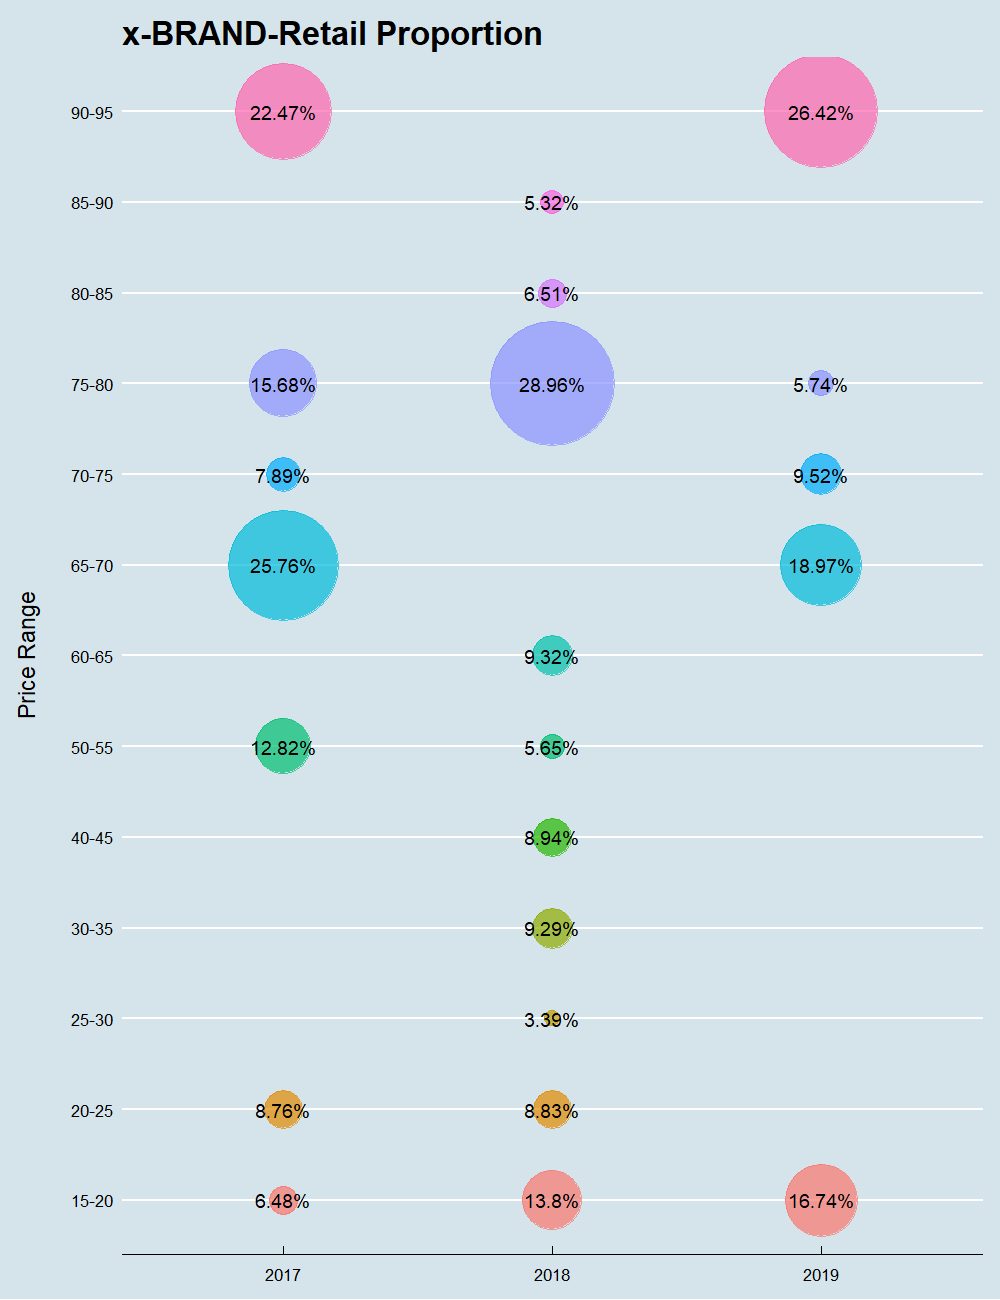 x-BRAND-Retail Proportion
90-95 22.47% 26.42%
85-90 5.32%
80-85 6.51%
75-80 15.68% 28.96% 5.74%
70-75 7.89% 9.52%
65-70 25.76% 18.97%
Price Range
60-65 9.32%
50-55 12.82% 5.65%
40-45 8.94%
30-35 9.29%
25-30 3.39%
20-25 8.76% 8.83%
15-20 6.48% 13.8% 16.74%
2017 2018 2019